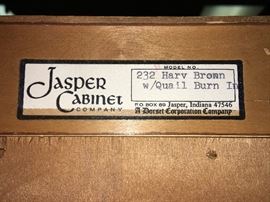 MODEL NO.
232 Harv Brown
w/Quail Burn In
JASPER
CABINET
COMPANY
P.O. BOX 69 Jasper, Indiana 47546
A Dorset Corporation Company